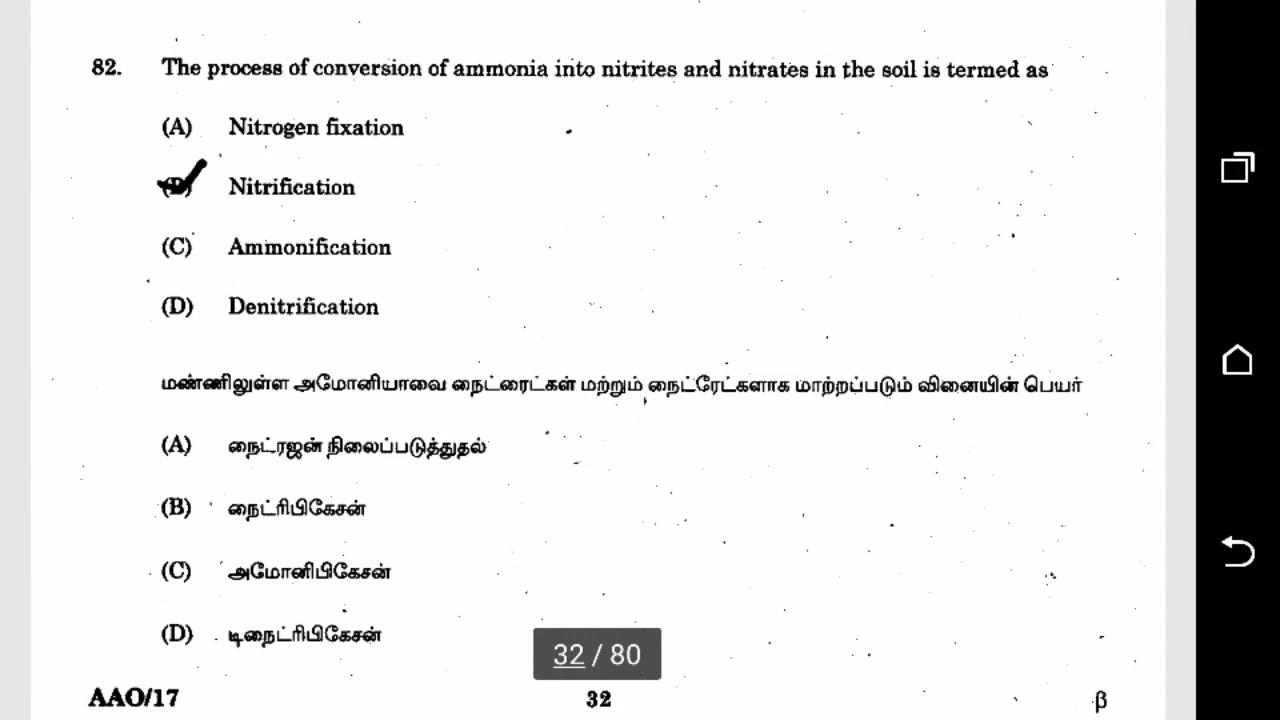 82. The process of conversion of ammonia into nitrites and nitrates in the soil is termed as
(A) Nitrogen fixation
(B) Nitrification
(C) Ammonification
(D) Denitrification
மண்ணிலுள்ள அமோனியாவை நைட்ரைட்கள் மற்றும் நைட்ரேட்களாக மாற்றப்படும் வினையின் பெயர்
(A) நைட்ரஜன் நிலைப்படுத்துதல்
(B) நைட்ரிபிகேசன்
(C) அமோனிபிகேசன்
(D) டிநைட்ரிபிகேசன்
32 / 80
AAO/17 32 β